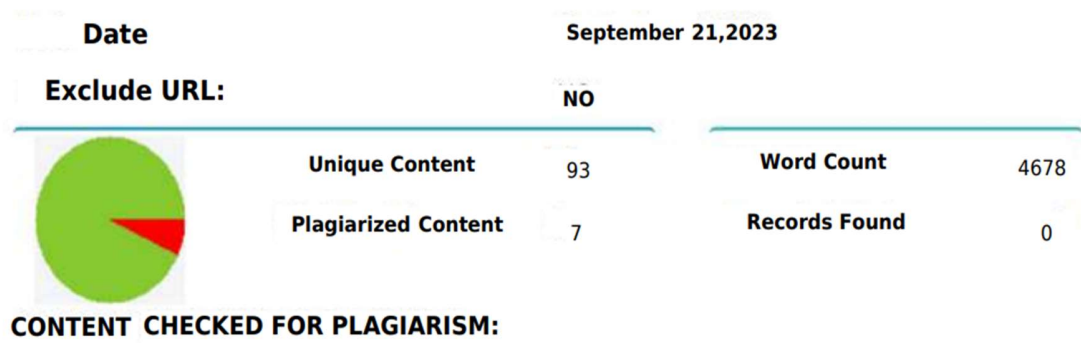 Date September 21,2023
Exclude URL: NO
Unique Content 93 Word Count 4678
Plagiarized Content 7 Records Found 0
CONTENT CHECKED FOR PLAGIARISM: